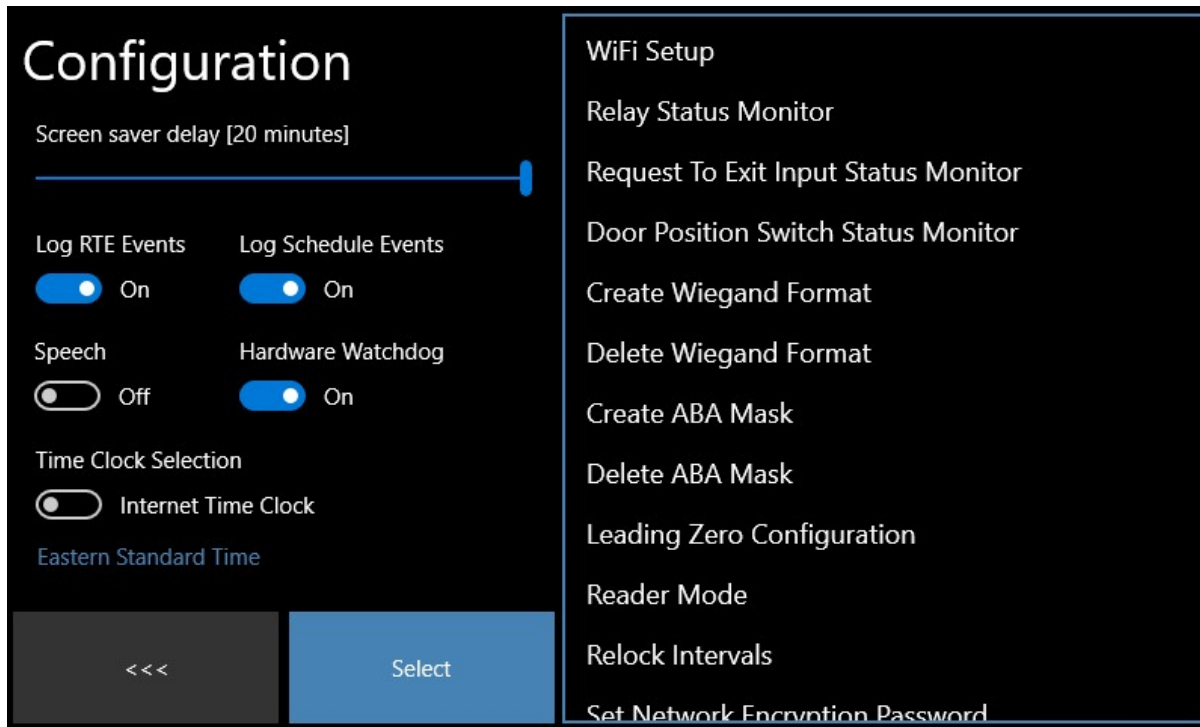 Configuration
Screen saver delay [20 minutes]
Log RTE Events
Log Schedule Events
On
On
Speech
Hardware Watchdog
Off
On
Time Clock Selection
Internet Time Clock
Eastern Standard Time
<<<
Select
WiFi Setup
Relay Status Monitor
Request To Exit Input Status Monitor
Door Position Switch Status Monitor
Create Wiegand Format
Delete Wiegand Format
Create ABA Mask
Delete ABA Mask
Leading Zero Configuration
Reader Mode
Relock Intervals
Set Network Encryption Password